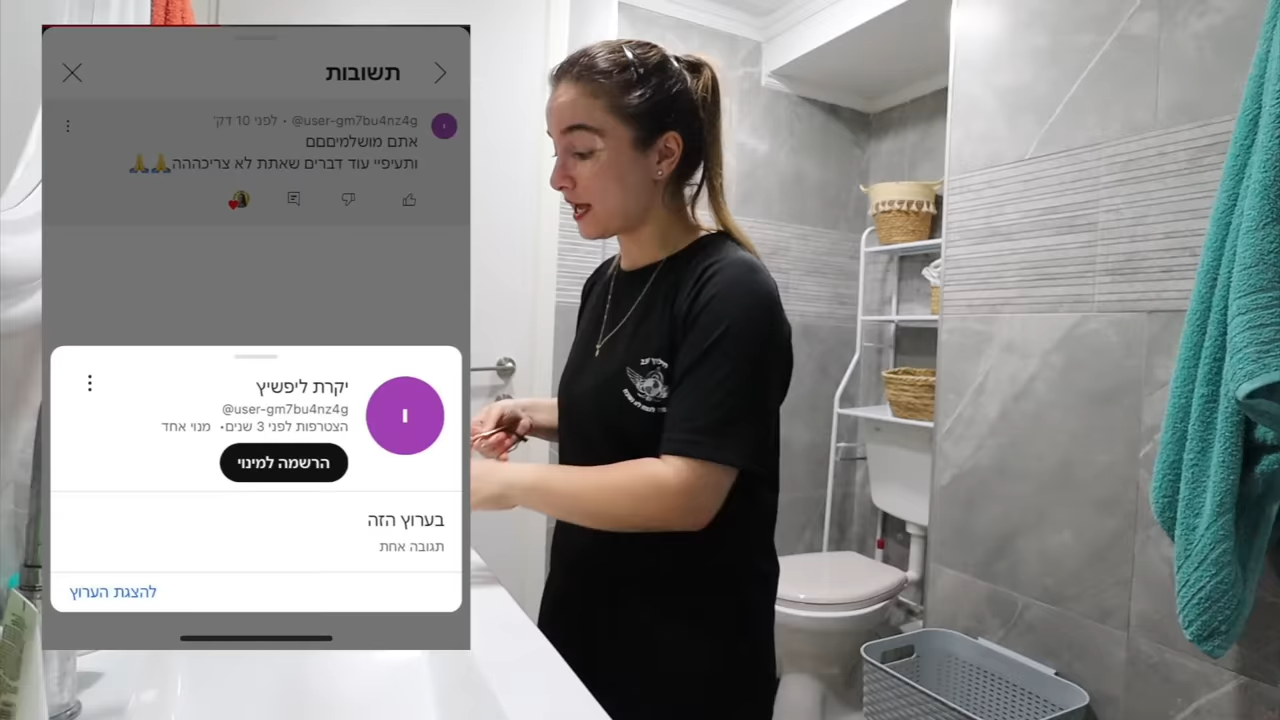 תשובות
@user-gm7bu4nz4g • לפני 10 דק'
אתם מושלמיםםם
ותעיפיי עוד דברים שאתת לא צריכהההה🙏🙏
יקרת ליפשיץ
@user-gm7bu4nz4g
הצטרפות לפני 3 שנים• מנוי אחד
הרשמה למינוי
בערוץ הזה
תגובה אחת
להצגת הערוץ